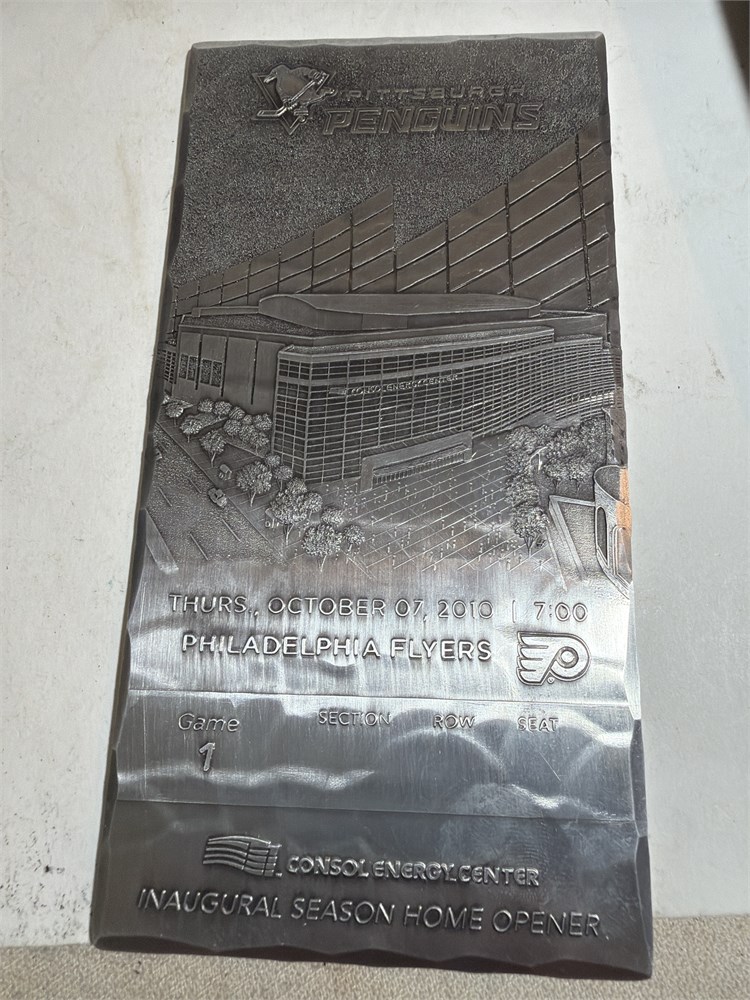 PITTSBURGH
PENGUINS
CONSOL ENERGY CENTER
THURS., OCTOBER 07, 2010 | 7:00
PHILADELPHIA FLYERS
Game SECTION ROW SEAT
1
CONSOL ENERGY CENTER
INAUGURAL SEASON HOME OPENER